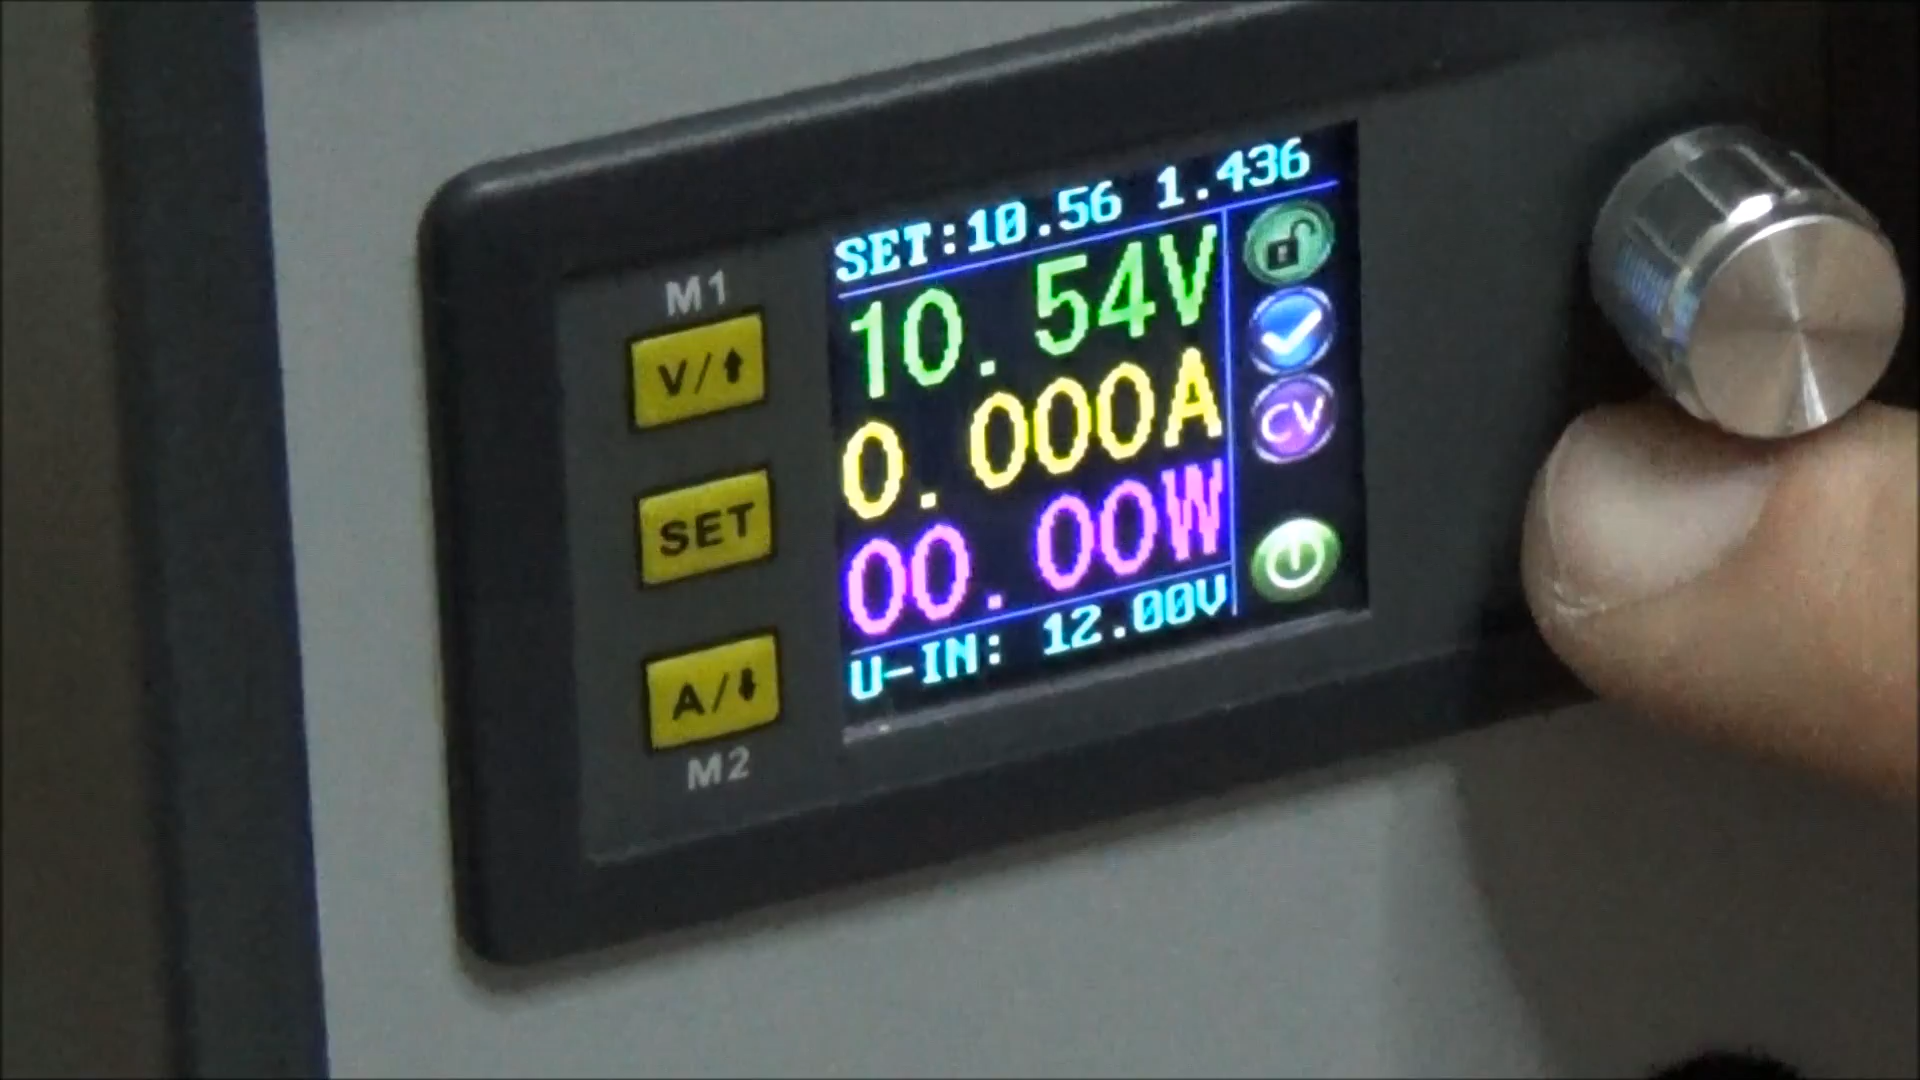 M1
V/⬆
SET
A/⬇
M2
SET:10.56 1.436
10.54V
0.000A
00.00W
U-IN: 12.00V
CV